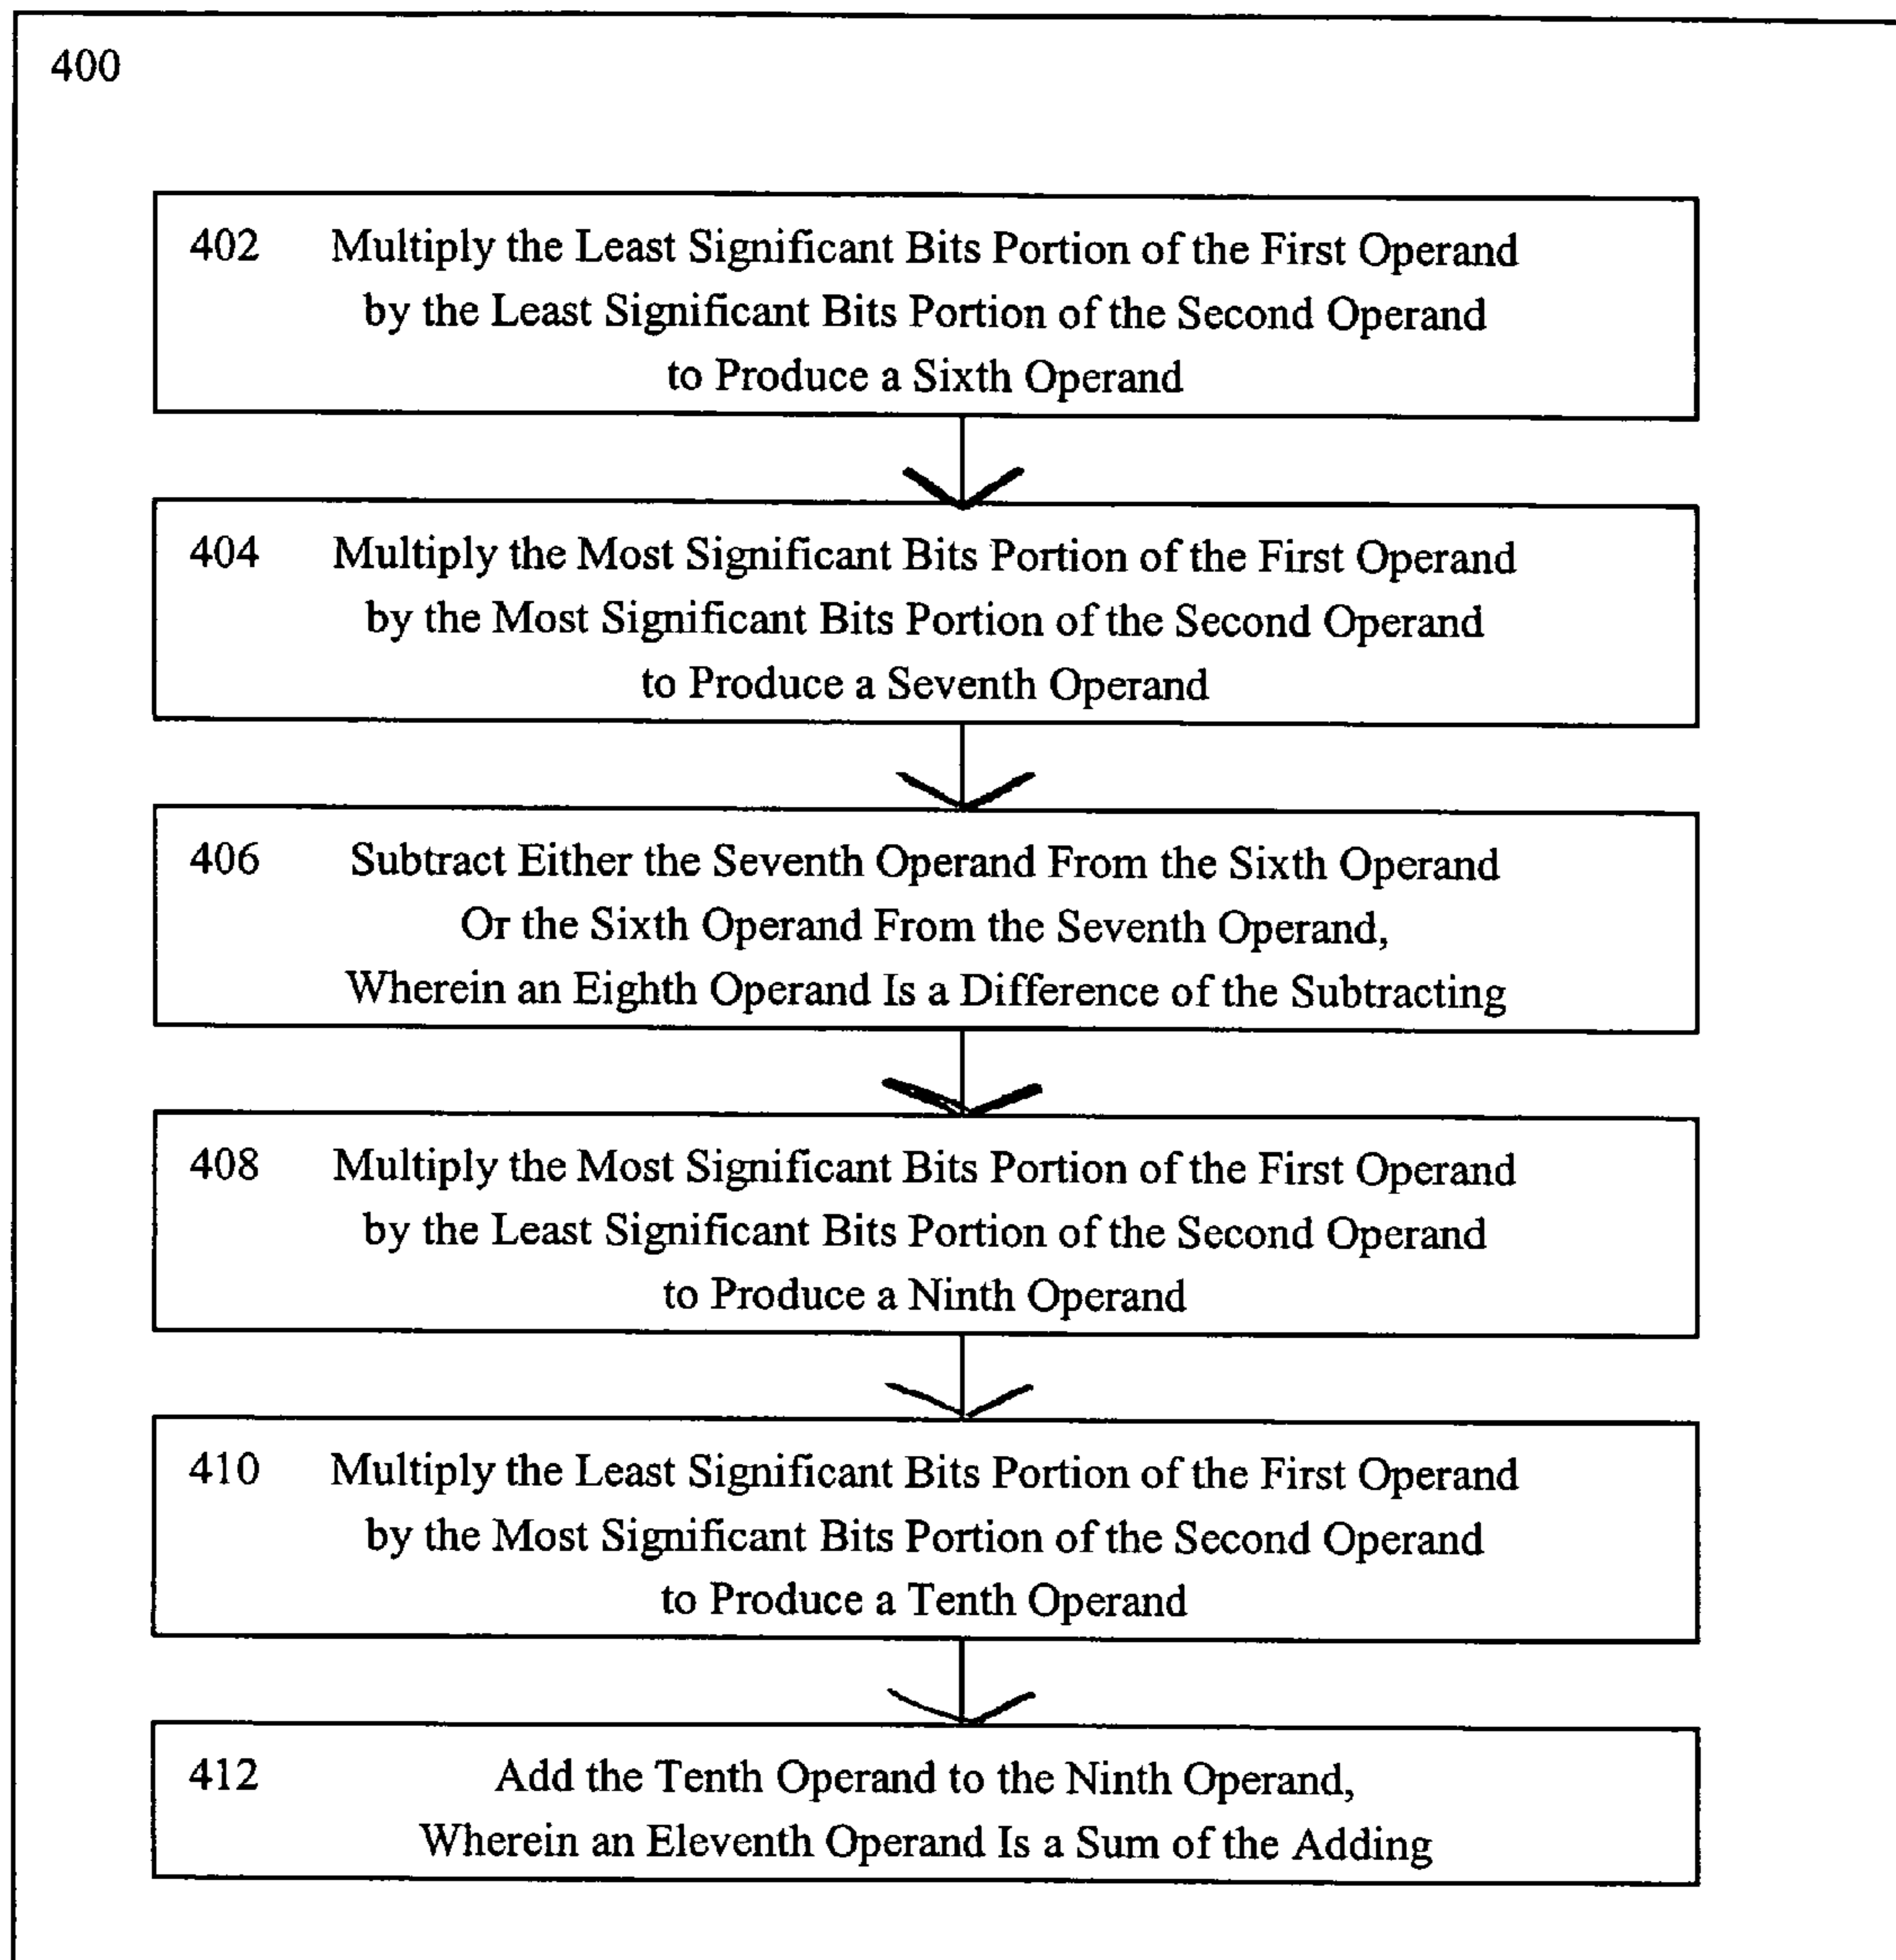 400
402 Multiply the Least Significant Bits Portion of the First Operand
by the Least Significant Bits Portion of the Second Operand
to Produce a Sixth Operand
404 Multiply the Most Significant Bits Portion of the First Operand
by the Most Significant Bits Portion of the Second Operand
to Produce a Seventh Operand
406 Subtract Either the Seventh Operand From the Sixth Operand
Or the Sixth Operand From the Seventh Operand,
Wherein an Eighth Operand Is a Difference of the Subtracting
408 Multiply the Most Significant Bits Portion of the First Operand
by the Least Significant Bits Portion of the Second Operand
to Produce a Ninth Operand
410 Multiply the Least Significant Bits Portion of the First Operand
by the Most Significant Bits Portion of the Second Operand
to Produce a Tenth Operand
412 Add the Tenth Operand to the Ninth Operand,
Wherein an Eleventh Operand Is a Sum of the Adding